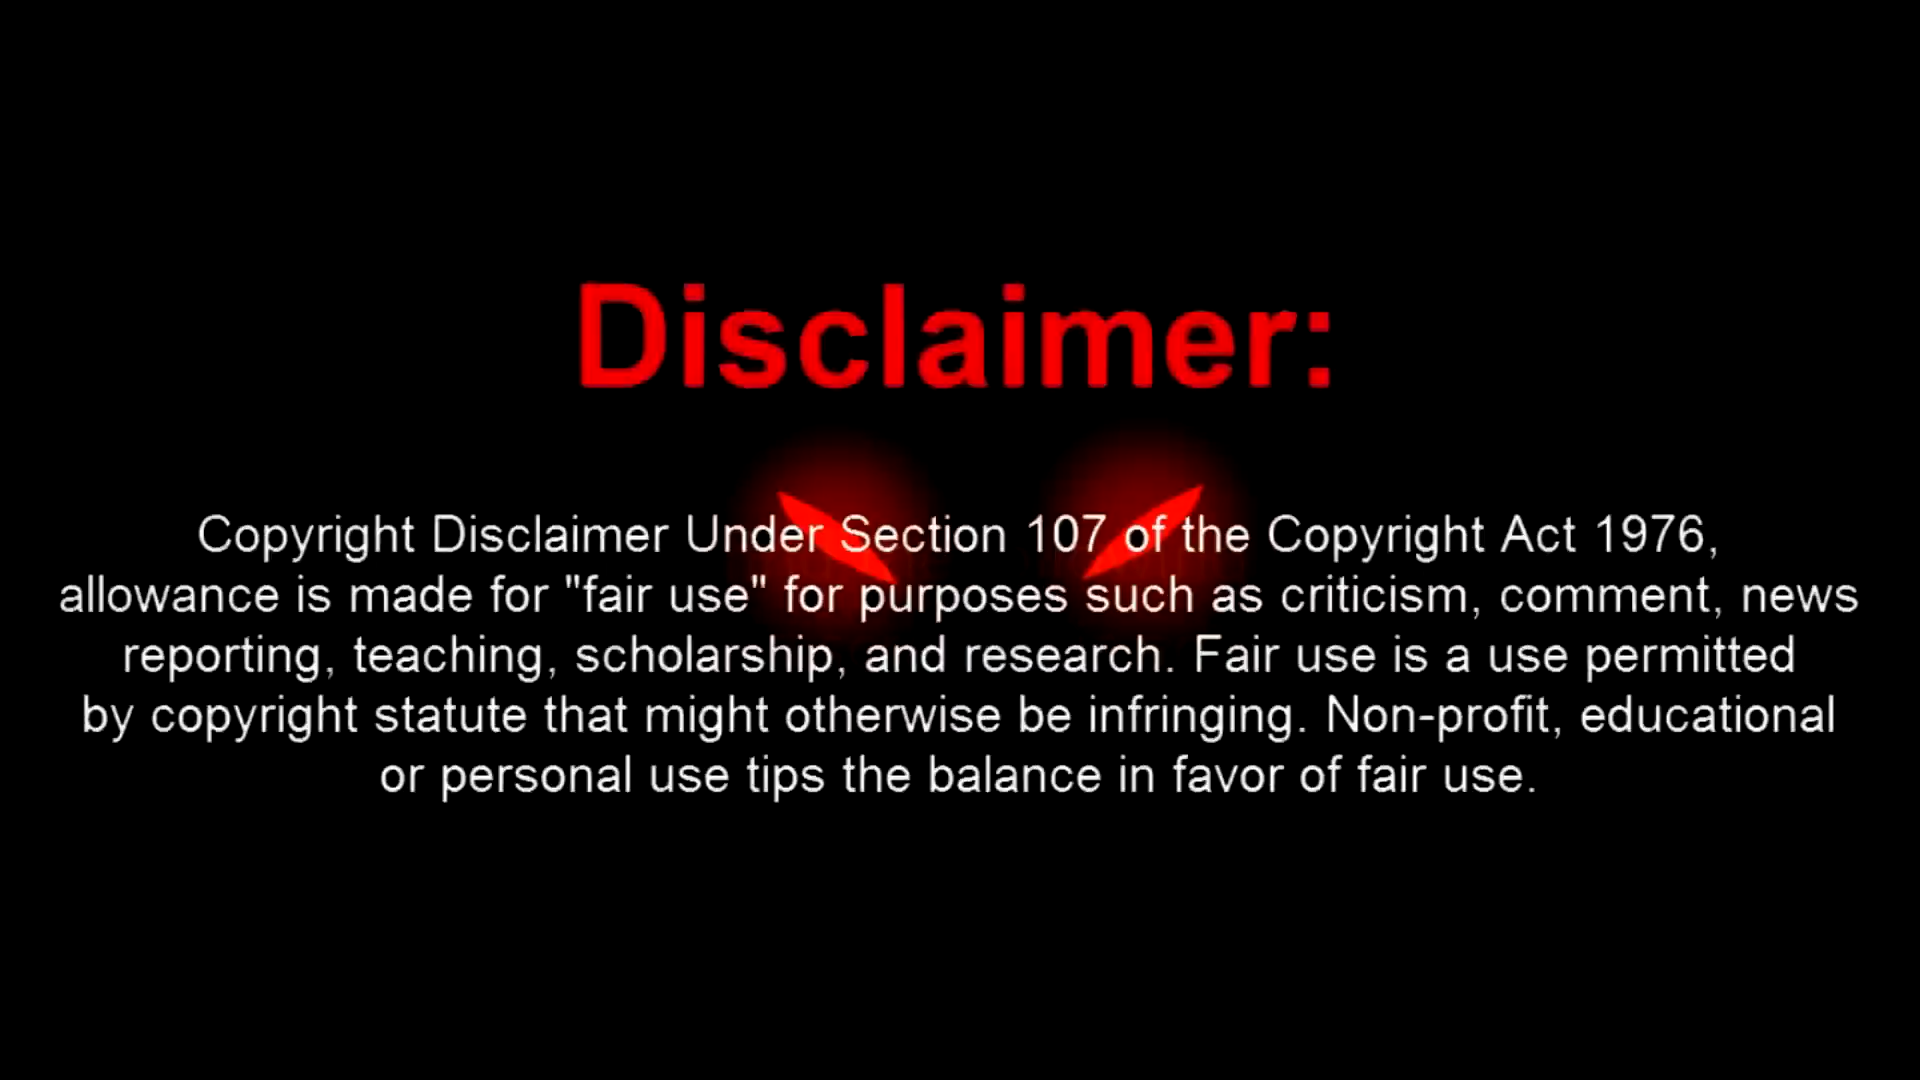 Disclaimer:
Copyright Disclaimer Under Section 107 of the Copyright Act 1976,
allowance is made for "fair use" for purposes such as criticism, comment, news
reporting, teaching, scholarship, and research. Fair use is a use permitted
by copyright statute that might otherwise be infringing. Non-profit, educational
or personal use tips the balance in favor of fair use.